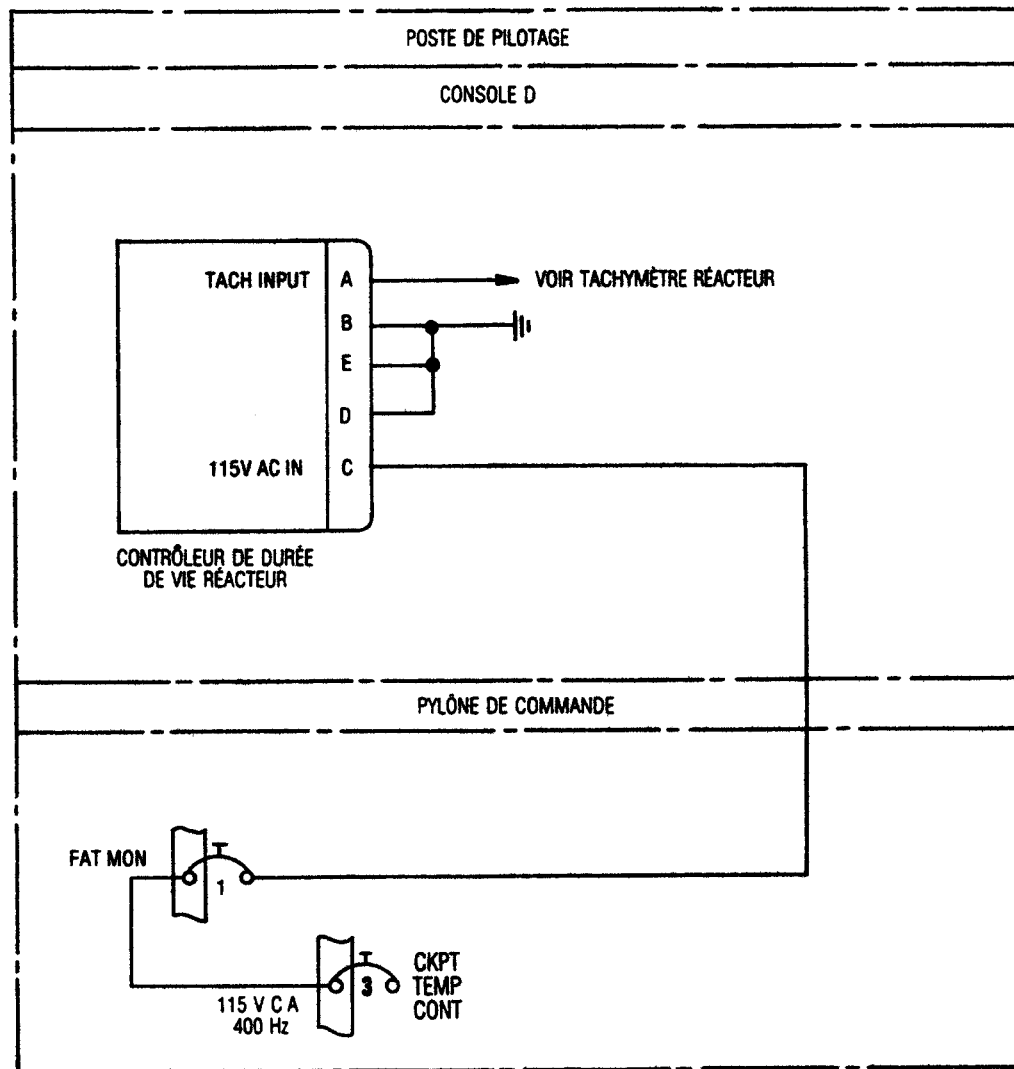 POSTE DE PILOTAGE
CONSOLE D
TACH INPUT
A
VOIR TACHYMÈTRE RÉACTEUR
B
E
D
115V AC IN
C
CONTRÔLEUR DE DURÉE
DE VIE RÉACTEUR
PYLÔNE DE COMMANDE
FAT MON
1
3
CKPT
TEMP
CONT
115 V C A
400 Hz